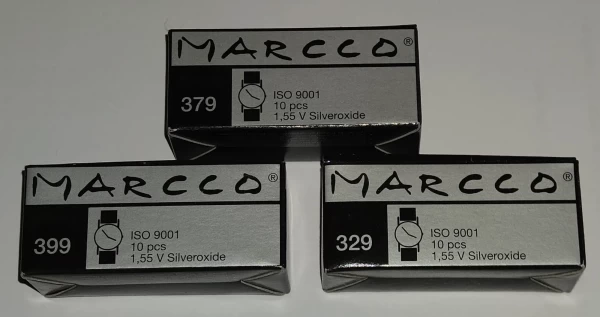 MARCCO®
379
ISO 9001
10 pcs
1,55 V Silveroxide
MARCCO®
399
ISO 9001
10 pcs
1,55 V Silveroxide
MARCCO®
329
ISO 9001
10 pcs
1,55 V Silveroxide